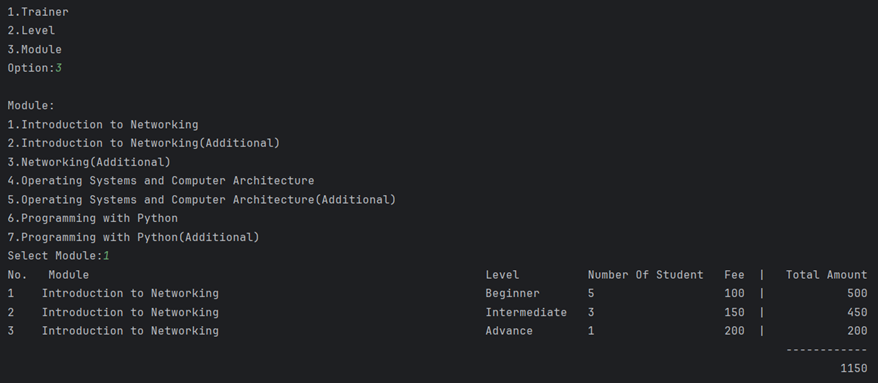 1.Trainer
2.Level
3.Module
Option:3
Module:
1.Introduction to Networking
2.Introduction to Networking(Additional)
3.Networking(Additional)
4.Operating Systems and Computer Architecture
5.Operating Systems and Computer Architecture(Additional)
6.Programming with Python
7.Programming with Python(Additional)
Select Module:1
No. Module Level Number Of Student Fee | Total Amount
1 Introduction to Networking Beginner 5 100 | 500
2 Introduction to Networking Intermediate 3 150 | 450
3 Introduction to Networking Advance 1 200 | 200
------------
1150